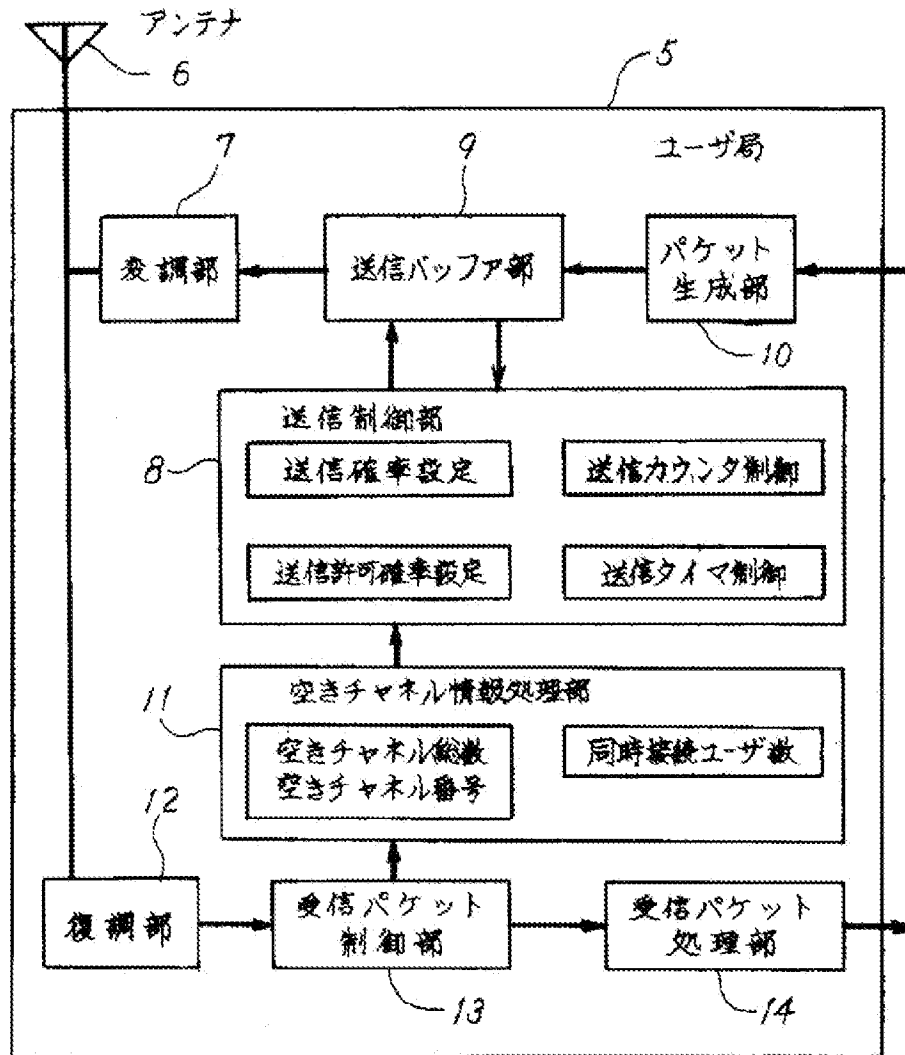 アンテナ
6
5
ユーザ局
7
9
変調部
送信バッファ部
パケット
生成部
10
送信制御部
8
送信確率設定
送信カウンタ制御
送信許可確率設定
送信タイマ制御
11
空きチャネル情報処理部
空きチャネル総数
空きチャネル番号
同時接続ユーザ数
12
復調部
受信パケット
制御部
受信パケット
処理部
13
14